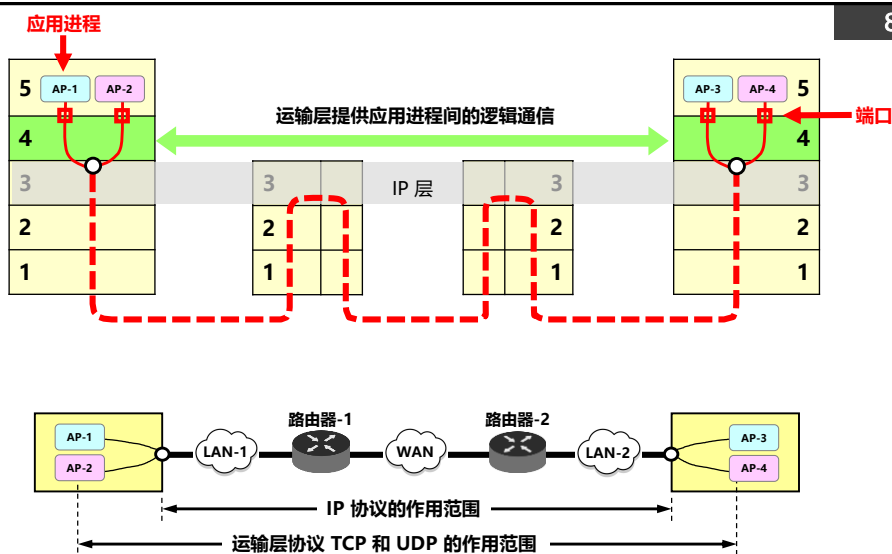 应用进程
8
5 AP-1 AP-2
AP-3 AP-4 5
运输层提供应用进程间的逻辑通信
端口
4
4
3
3
IP 层
3
3
2
2
2
2
1
1
1
1
路由器-1
路由器-2
AP-1
AP-2
LAN-1
WAN
LAN-2
AP-3
AP-4
IP 协议的作用范围
运输层协议 TCP 和 UDP 的作用范围